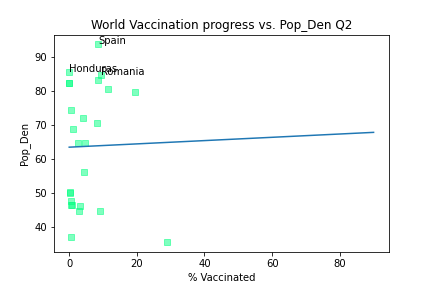 World Vaccination progress vs. Pop_Den Q2
Spain
Honduras
Romania
90
80
70
60
50
40
Pop_Den
0
20
40
60
80
% Vaccinated